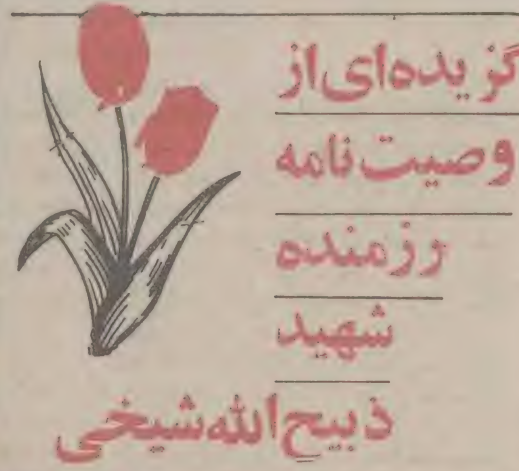 گزیده‌ای از
وصیت‌نامه
رزمنده
شهید
ذبیح‌الله شیخی